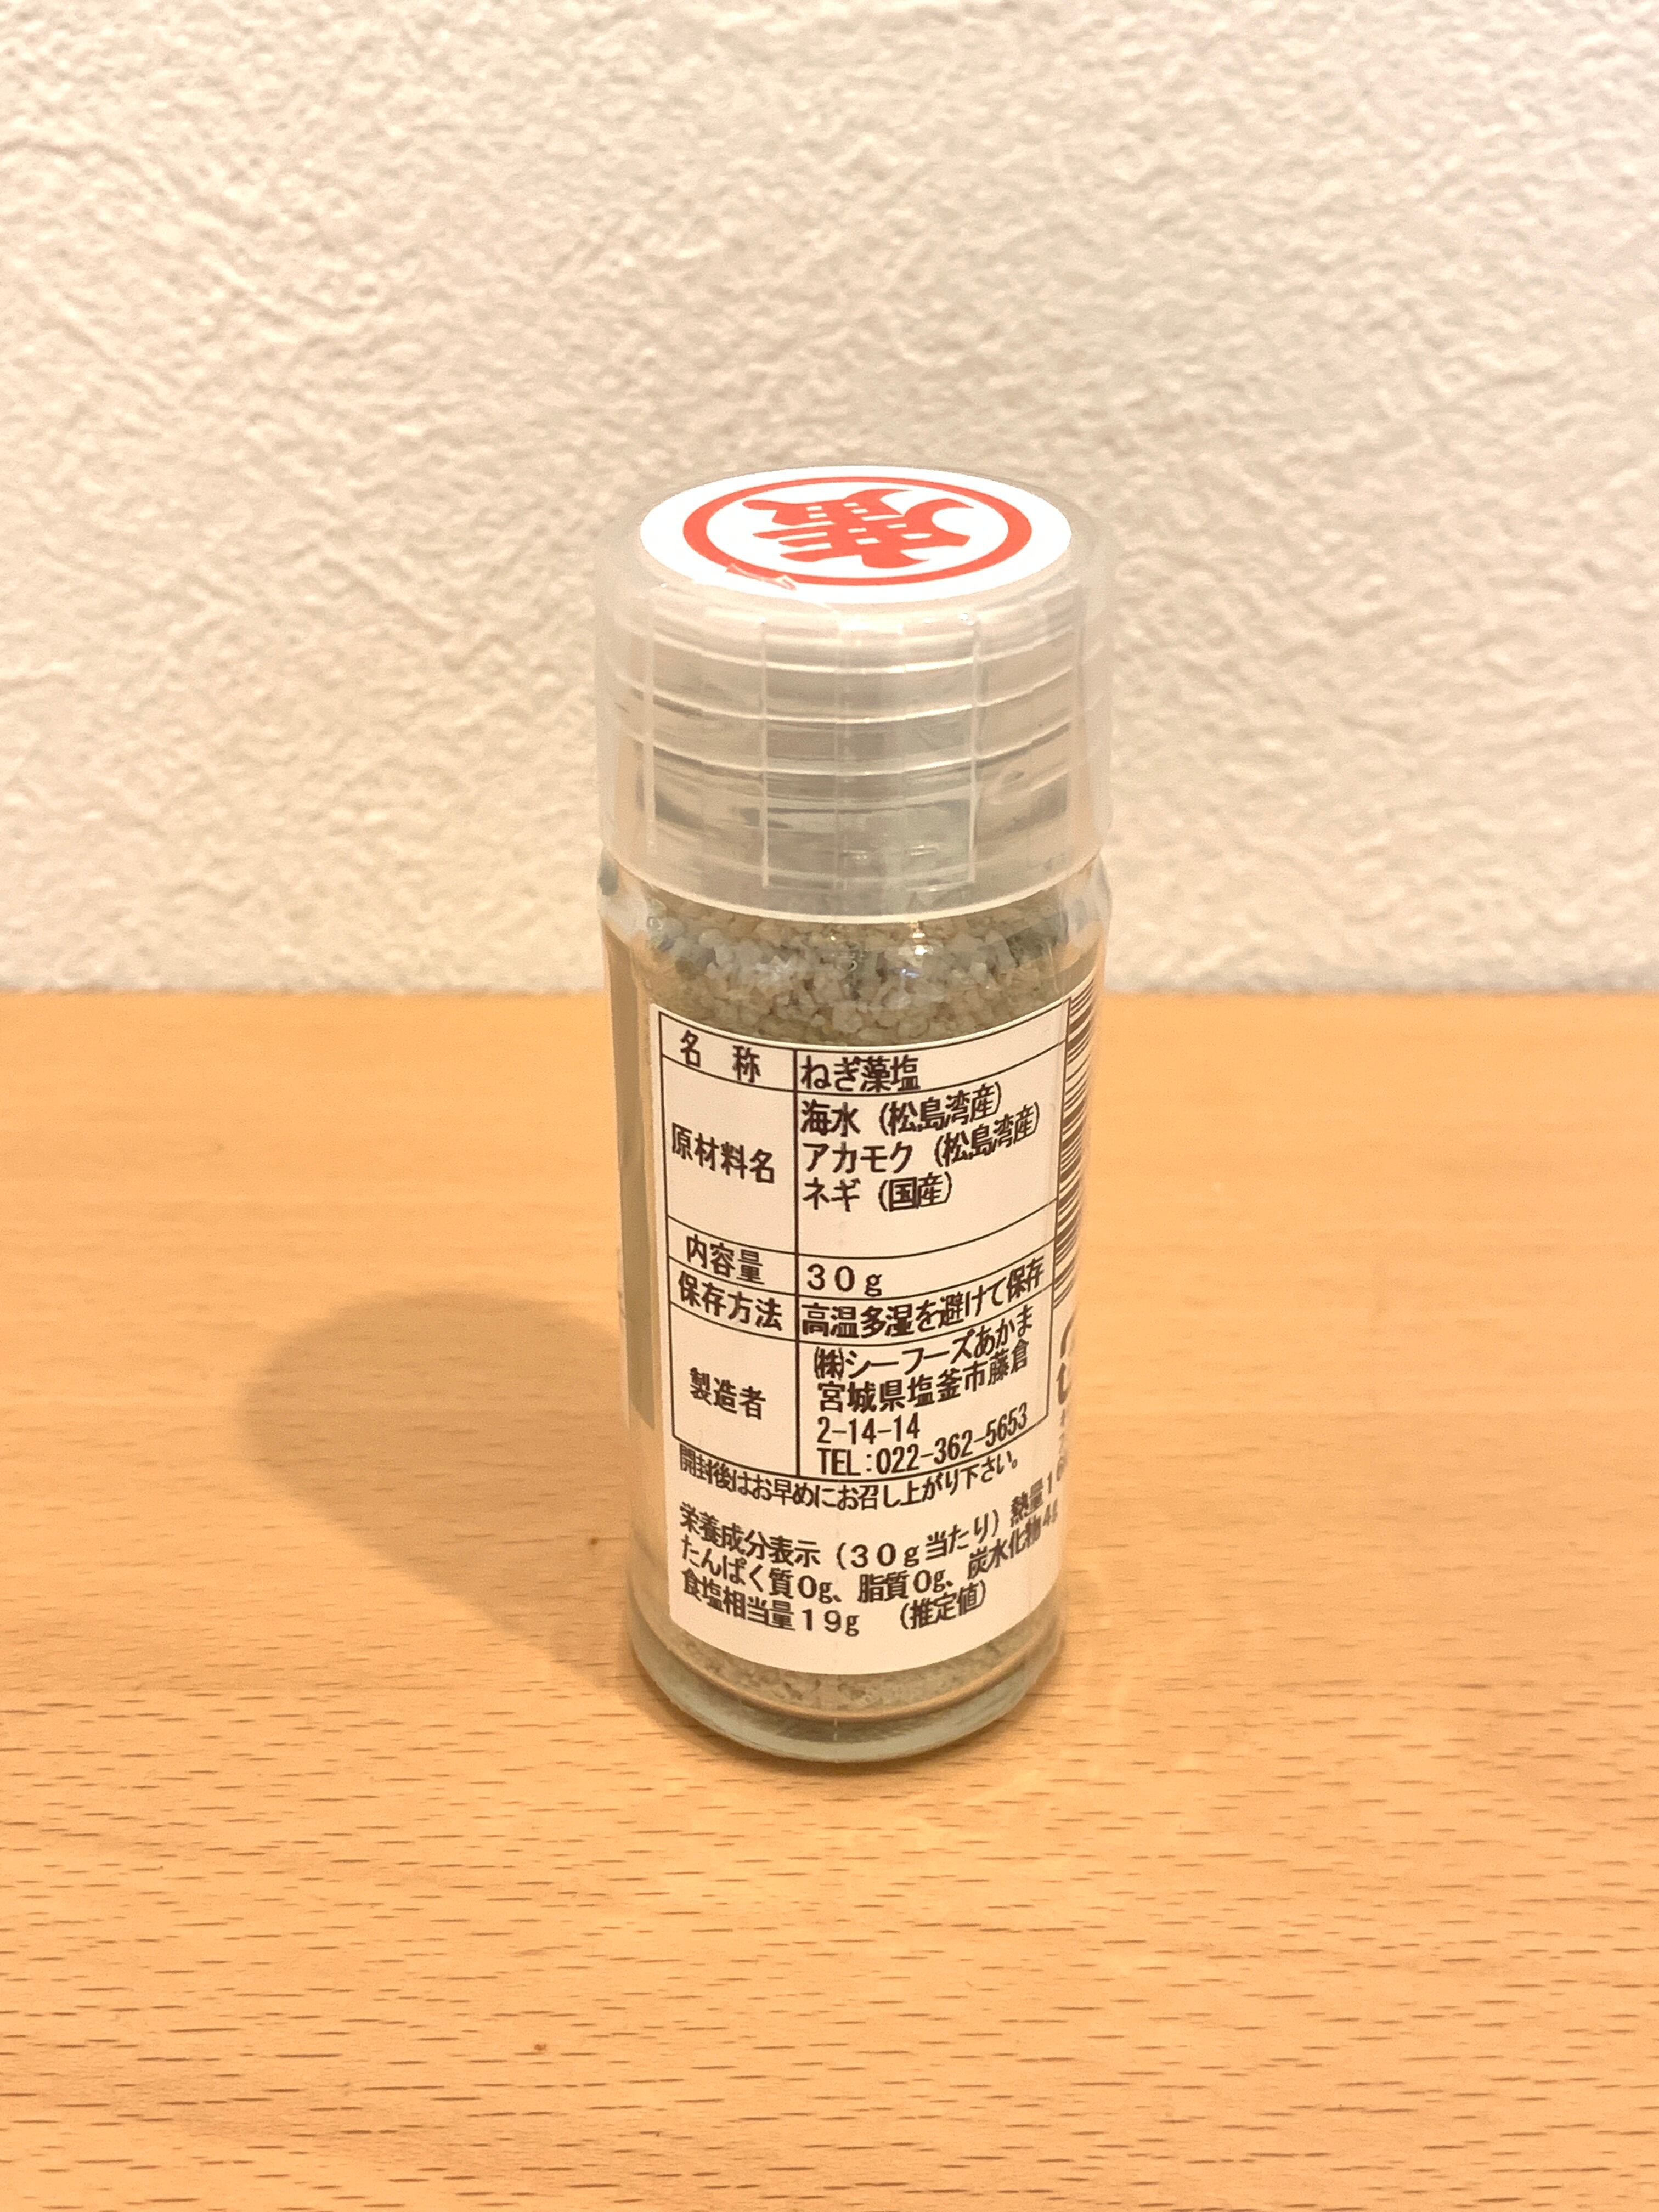 名 称 ねぎ藻塩
原材料名 海水（松島湾産）
アカモク（松島湾産）
ネギ（国産）
内容量 30g
保存方法 高温多湿を避けて保存
製造者 ㈱シーフーズあかま
宮城県塩釜市藤倉
2-14-14
TEL:022-362-5653
開封後はお早めにお召し上がり下さい。
栄養成分表示（30g当たり）熱量
たんぱく質0g、脂質0g、炭水化物4g
食塩相当量19g （推定値）